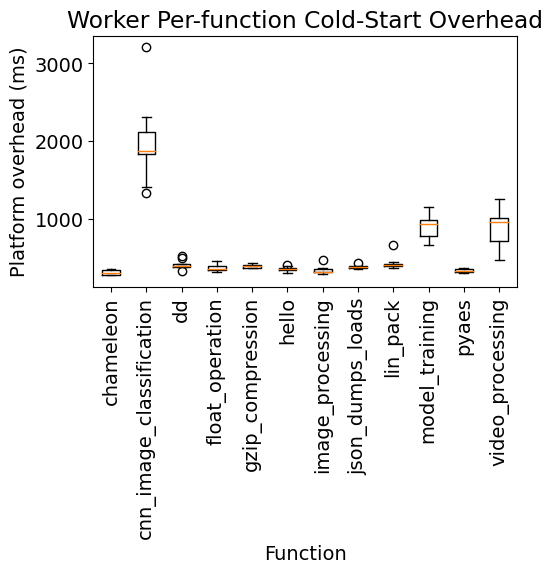 Worker Per-function Cold-Start Overhead
Platform overhead (ms)
3000
2000
1000
chameleon
cnn_image_classification
dd
float_operation
gzip_compression
hello
image_processing
json_dumps_loads
lin_pack
model_training
pyaes
video_processing
Function